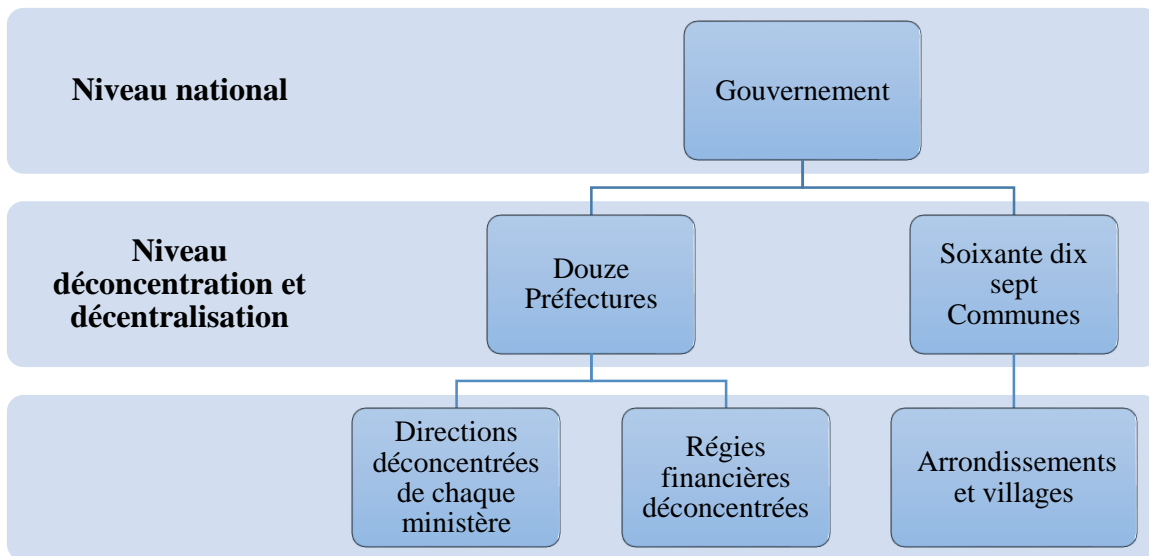 Niveau national
Gouvernement
Niveau
déconcentration et
décentralisation
Douze
Préfectures
Soixante dix
sept
Communes
Directions
déconcentrées
de chaque
ministère
Régies
financières
déconcentrées
Arrondissements
et villages